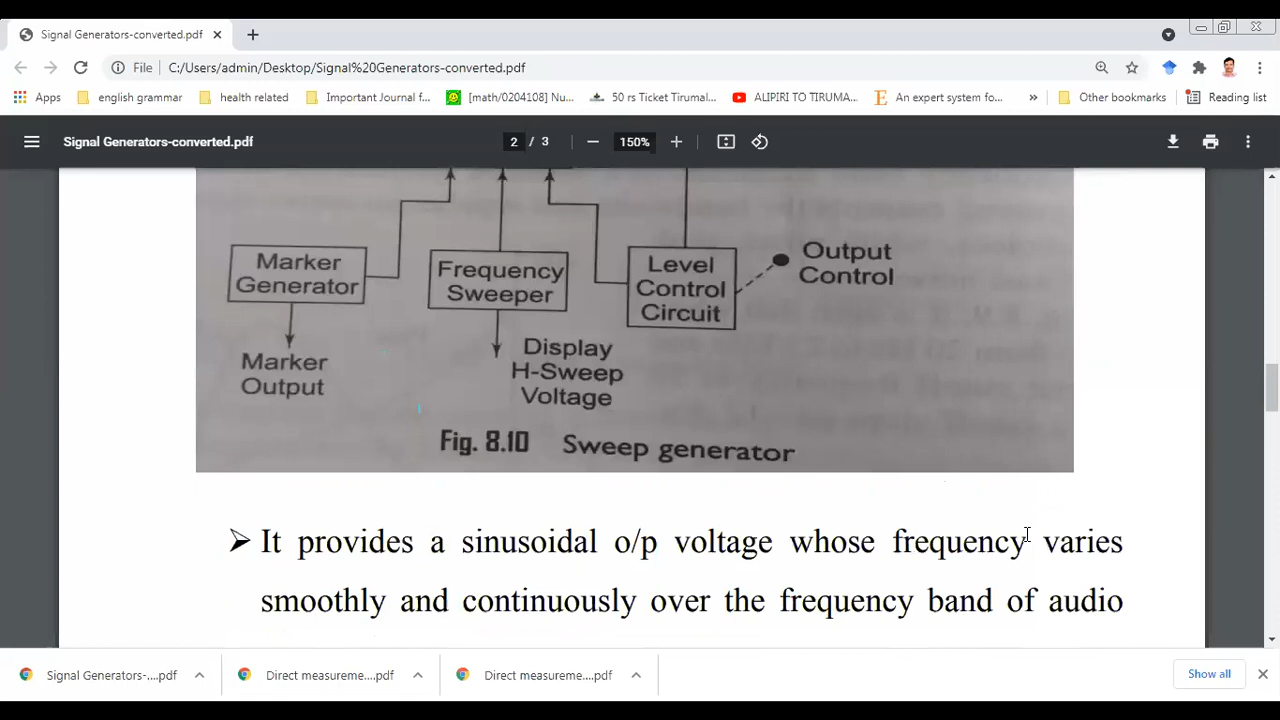 Signal Generators-converted.pdf
File C:/Users/admin/Desktop/Signal%20Generators-converted.pdf
Apps english grammar health related Important Journal f... [math/0204108] Nu... 50 rs Ticket Tirumal... ALIPIRI TO TIRUMA... An expert system fo... » Other bookmarks Reading list
Signal Generators-converted.pdf 2 / 3 150%
Marker
Generator
Frequency
Sweeper
Level
Control
Circuit
Output
Control
Marker
Output
Display
H-Sweep
Voltage
Fig. 8.10 Sweep generator
➢ It provides a sinusoidal o/p voltage whose frequency varies
smoothly and continuously over the frequency band of audio
Signal Generators-....pdf Direct measureme....pdf Direct measureme....pdf Show all